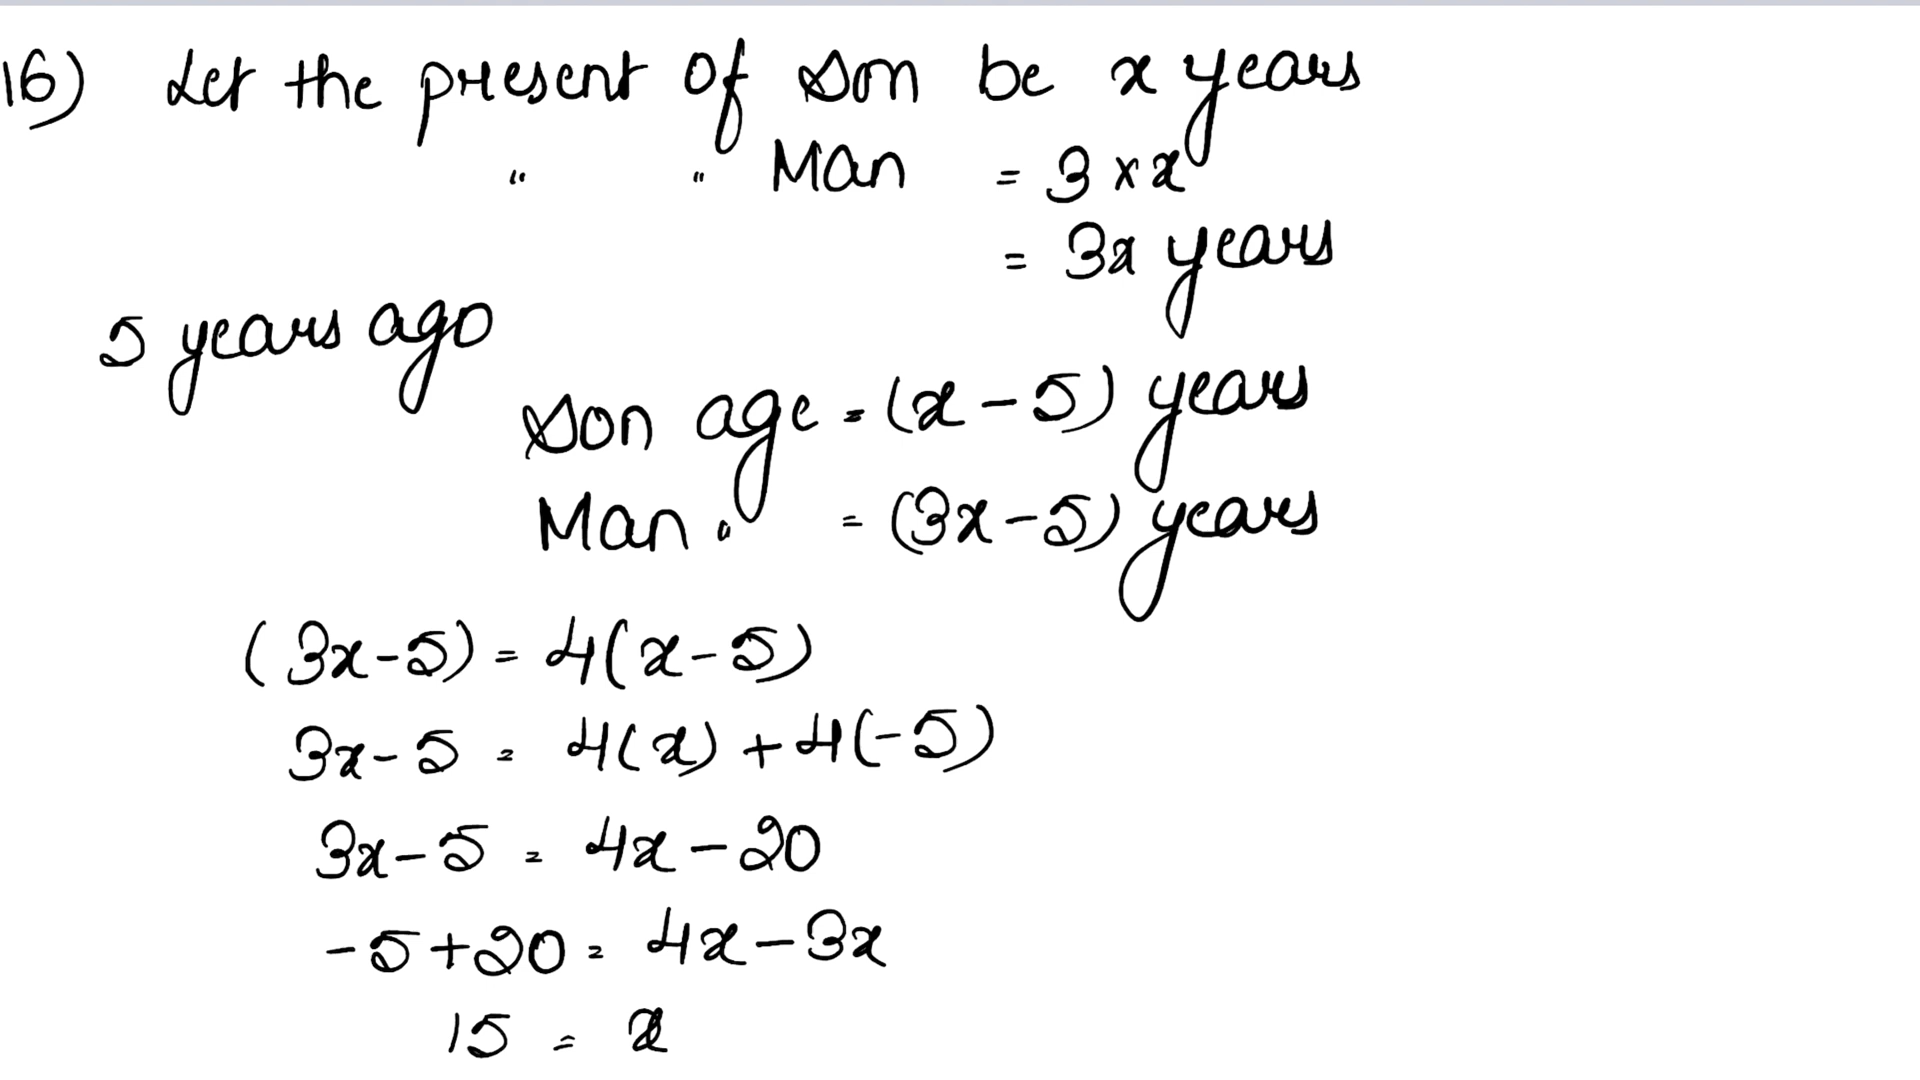 16) Let the present of son be x years
" " Man = 3 × x
= 3x years
5 years ago
son age = (x - 5) years
Man " = (3x - 5) years
(3x - 5) = 4(x - 5)
3x - 5 = 4(x) + 4(-5)
3x - 5 = 4x - 20
-5 + 20 = 4x - 3x
15 = x